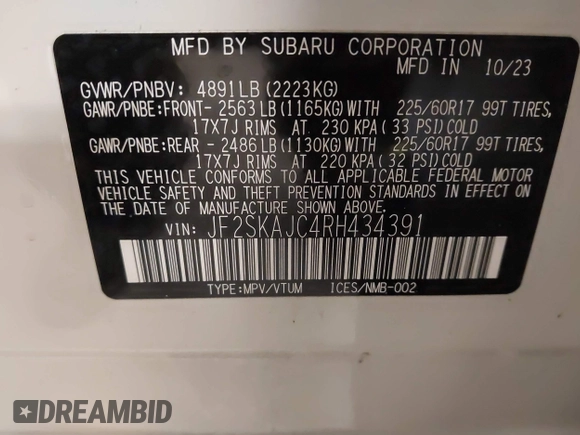 MFD BY SUBARU CORPORATION
MFD IN 10/23
GVWR/PNBV: 4891LB (2223KG)
GAWR/PNBE:FRONT- 2563 LB (1165KG)WITH 225/60R17 99T TIRES,
17X7J RIMS AT 230 KPA (33 PSI)COLD
GAWR/PNBE:REAR - 2486 LB (1130KG)WITH 225/60R17 99T TIRES,
17X7J RIMS AT 220 KPA (32 PSI)COLD
THIS VEHICLE CONFORMS TO ALL APPLICABLE FEDERAL MOTOR
VEHICLE SAFETY AND THEFT PREVENTION STANDARDS IN EFFECT ON
THE DATE OF MANUFACTURE SHOWN ABOVE.
VIN: JF2SKAJC4RH434391
TYPE:MPV/VTUM ICES/NMB-002
DREAMBID